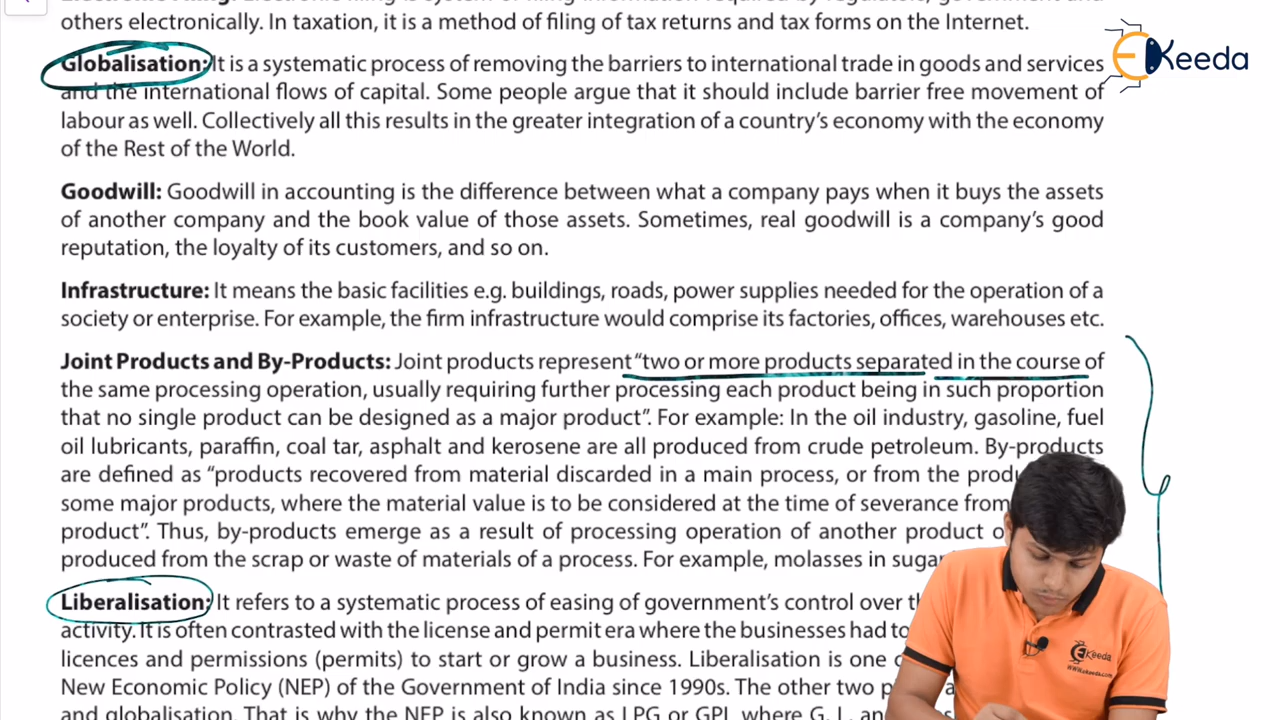 others electronically. In taxation, it is a method of filing of tax returns and tax forms on the Internet.
Keeda
Globalisation: It is a systematic process of removing the barriers to international trade in goods and services
and the international flows of capital. Some people argue that it should include barrier free movement of
labour as well. Collectively all this results in the greater integration of a country's economy with the economy
of the Rest of the World.
Goodwill: Goodwill in accounting is the difference between what a company pays when it buys the assets
of another company and the book value of those assets. Sometimes, real goodwill is a company's good
reputation, the loyalty of its customers, and so on.
Infrastructure: It means the basic facilities e.g. buildings, roads, power supplies needed for the operation of a
society or enterprise. For example, the firm infrastructure would comprise its factories, offices, warehouses etc.
Joint Products and By-Products: Joint products represent “two or more products separated in the course of
the same processing operation, usually requiring further processing each product being in such proportion
that no single product can be designed as a major product”. For example: In the oil industry, gasoline, fuel
oil lubricants, paraffin, coal tar, asphalt and kerosene are all produced from crude petroleum. By-products
are defined as “products recovered from material discarded in a main process, or from the
some major products, where the material value is to be considered at the time of severance from
product”. Thus, by-products emerge as a result of processing operation of another product
produced from the scrap or waste of materials of a process. For example, molasses in
Liberalisation: It refers to a systematic process of easing of government's control over
activity. It is often contrasted with the license and permit era where the businesses had to
licences and permissions (permits) to start or grow a business. Liberalisation is one
New Economic Policy (NEP) of the Government of India since 1990s. The other two
and globalisation. That is why the NEP is also known as LPG or GPL where G, L, and
Keeda